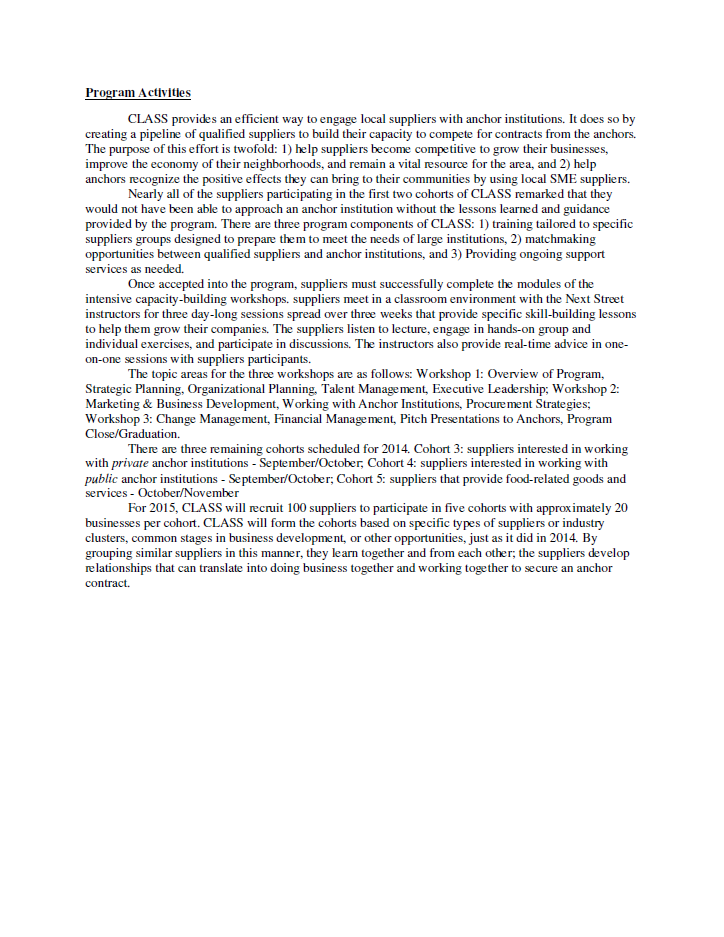 Program Activities
CLASS provides an efficient way to engage local suppliers with anchor institutions. It does so by
creating a pipeline of qualified suppliers to build their capacity to compete for contracts from the anchors.
The purpose of this effort is twofold: 1) help suppliers become competitive to grow their businesses,
improve the economy of their neighborhoods, and remain a vital resource for the area, and 2) help
anchors recognize the positive effects they can bring to their communities by using local SME suppliers.
Nearly all of the suppliers participating in the first two cohorts of CLASS remarked that they
would not have been able to approach an anchor institution without the lessons learned and guidance
provided by the program. There are three program components of CLASS: 1) training tailored to specific
suppliers groups designed to prepare them to meet the needs of large institutions, 2) matchmaking
opportunities between qualified suppliers and anchor institutions, and 3) Providing ongoing support
services as needed.
Once accepted into the program, suppliers must successfully complete the modules of the
intensive capacity-building workshops. suppliers meet in a classroom environment with the Next Street
instructors for three day-long sessions spread over three weeks that provide specific skill-building lessons
to help them grow their companies. The suppliers listen to lecture, engage in hands-on group and
individual exercises, and participate in discussions. The instructors also provide real-time advice in one-
on-one sessions with suppliers participants.
The topic areas for the three workshops are as follows: Workshop 1: Overview of Program,
Strategic Planning, Organizational Planning, Talent Management, Executive Leadership; Workshop 2:
Marketing & Business Development, Working with Anchor Institutions, Procurement Strategies;
Workshop 3: Change Management, Financial Management, Pitch Presentations to Anchors, Program
Close/Graduation.
There are three remaining cohorts scheduled for 2014. Cohort 3: suppliers interested in working
with private anchor institutions - September/October; Cohort 4: suppliers interested in working with
public anchor institutions - September/October; Cohort 5: suppliers that provide food-related goods and
services - October/November
For 2015, CLASS will recruit 100 suppliers to participate in five cohorts with approximately 20
businesses per cohort. CLASS will form the cohorts based on specific types of suppliers or industry
clusters, common stages in business development, or other opportunities, just as it did in 2014. By
grouping similar suppliers in this manner, they learn together and from each other; the suppliers develop
relationships that can translate into doing business together and working together to secure an anchor
contract.